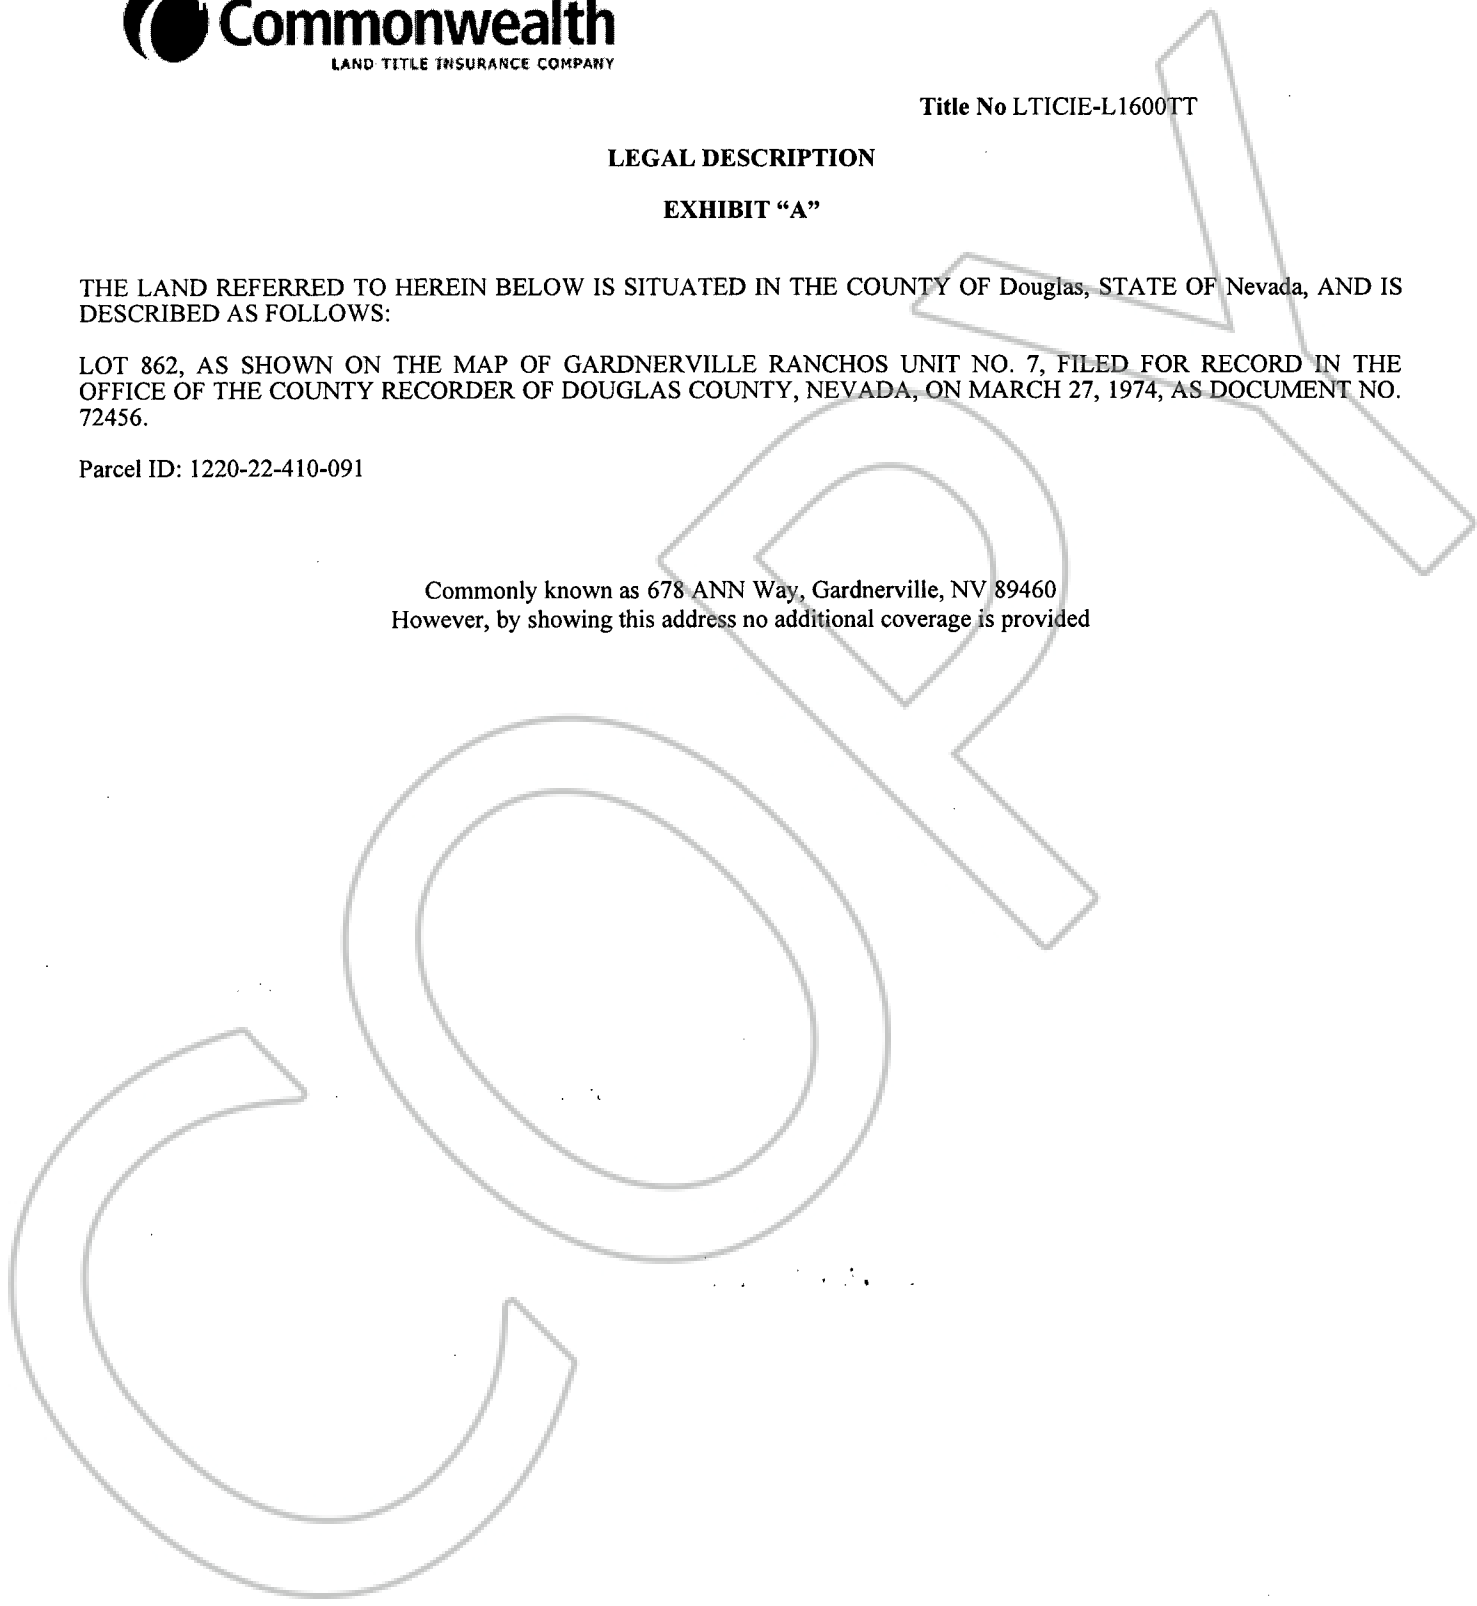 Commonwealth
LAND TITLE INSURANCE COMPANY
Title No LTICIE-L1600TT
LEGAL DESCRIPTION
EXHIBIT “A”
THE LAND REFERRED TO HEREIN BELOW IS SITUATED IN THE COUNTY OF Douglas, STATE OF Nevada, AND IS
DESCRIBED AS FOLLOWS:
LOT 862, AS SHOWN ON THE MAP OF GARDNERVILLE RANCHOS UNIT NO. 7, FILED FOR RECORD IN THE
OFFICE OF THE COUNTY RECORDER OF DOUGLAS COUNTY, NEVADA, ON MARCH 27, 1974, AS DOCUMENT NO.
72456.
Parcel ID: 1220-22-410-091
Commonly known as 678 ANN Way, Gardnerville, NV 89460
However, by showing this address no additional coverage is provided
COPY